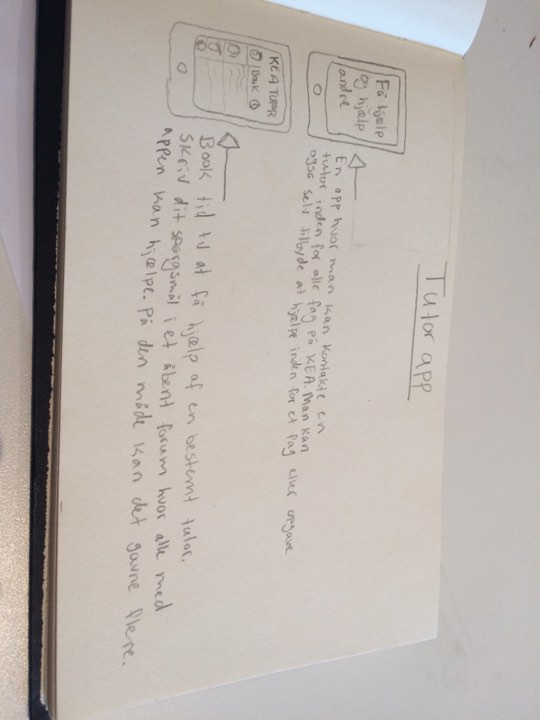 Tutor app
Få hjælp
og hjælp
andre
En app hvor man kan kontakte en
tutor inden for alle fag på KEA. Man kan
også selv tilbyde at hjælpe inden for et fag eller opgave
KEA TUTOR
Book
Book tid til at få hjælp af en bestemt tutor.
Skriv dit spørgsmål i et åbent forum hvor alle med
appen kan hjælpe. På den måde kan det gavne flere.